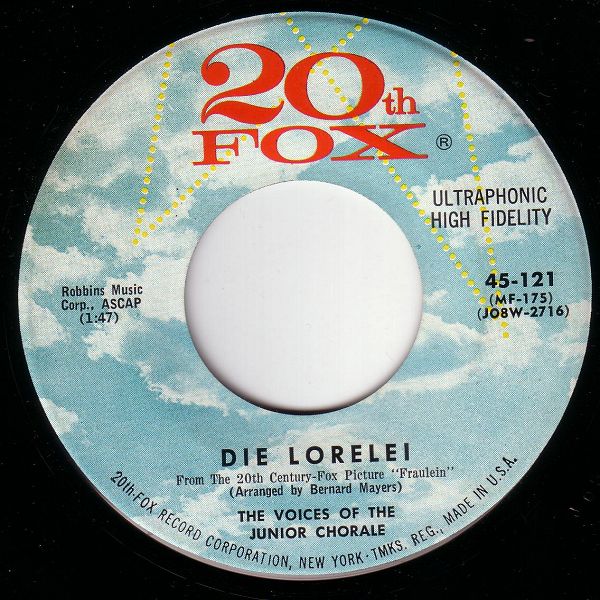 20th
FOX ®
ULTRAPHONIC
HIGH FIDELITY
Robbins Music
Corp., ASCAP
(1:47)
45-121
(MF-175)
(JO8W-2716)
DIE LORELEI
From The 20th Century-Fox Picture "Fraulein"
(Arranged by Bernard Mayers)
THE VOICES OF THE
JUNIOR CHORALE
20th-FOX RECORD CORPORATION, NEW YORK · TMKS. REG., MADE IN U.S.A.